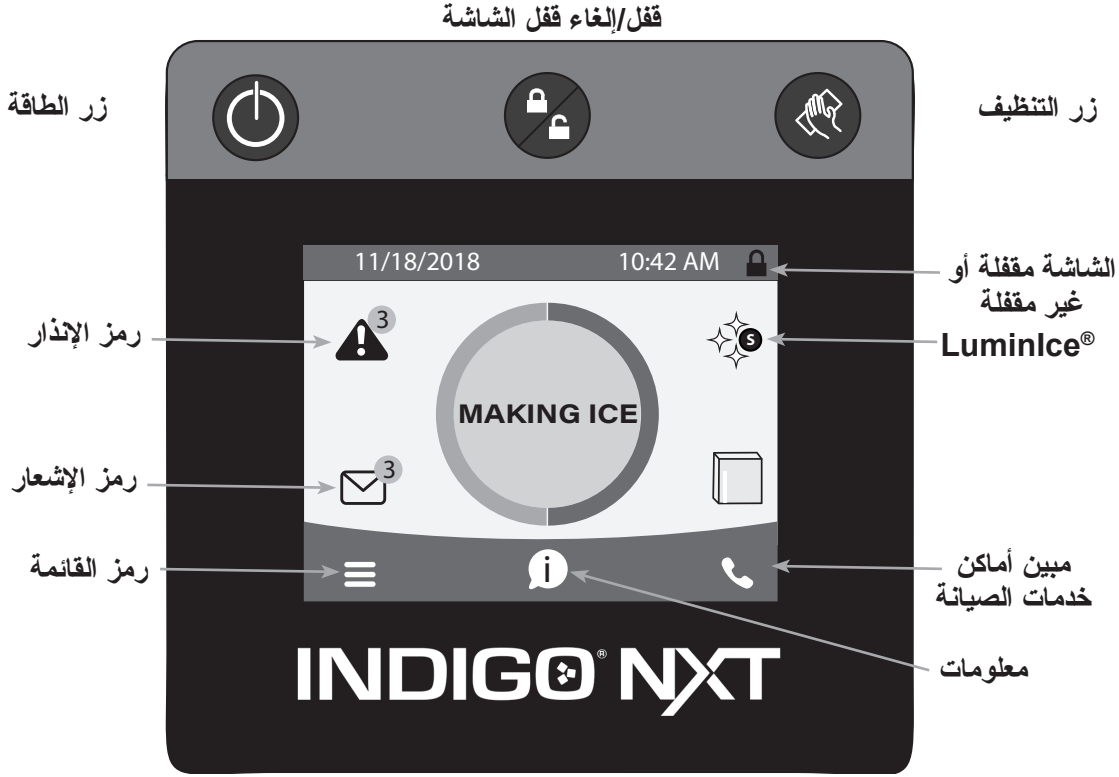 قفل/إلغاء قفل الشاشة
زر الطاقة
زر التنظيف
11/18/2018 10:42 AM
الشاشة مقفلة أو
غير مقفلة
رمز الإنذار
3
S
LuminIce®
MAKING ICE
رمز الإشعار
3
رمز القائمة
i
مبين أماكن
خدمات الصيانة
معلومات
INDIGO® NXT